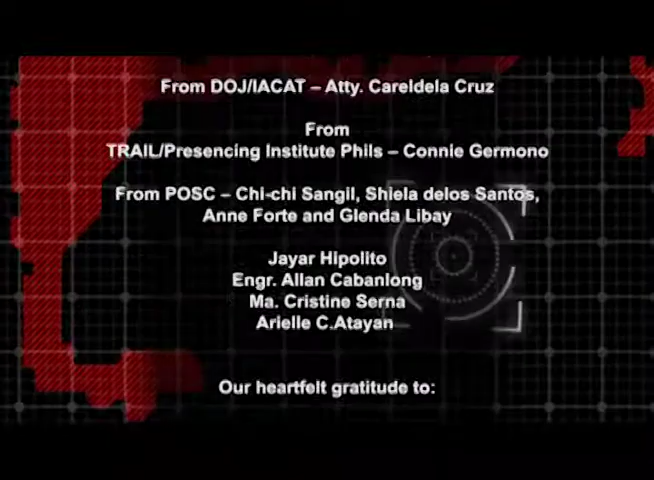 From DOJ/IACAT – Atty. Careldela Cruz
From
TRAIL/Presencing Institute Phils – Connie Germono
From POSC – Chi-chi Sangil, Shiela delos Santos,
Anne Forte and Glenda Libay
Jayar Hipolito
Engr. Allan Cabanlong
Ma. Cristine Serna
Arielle C.Atayan
Our heartfelt gratitude to: